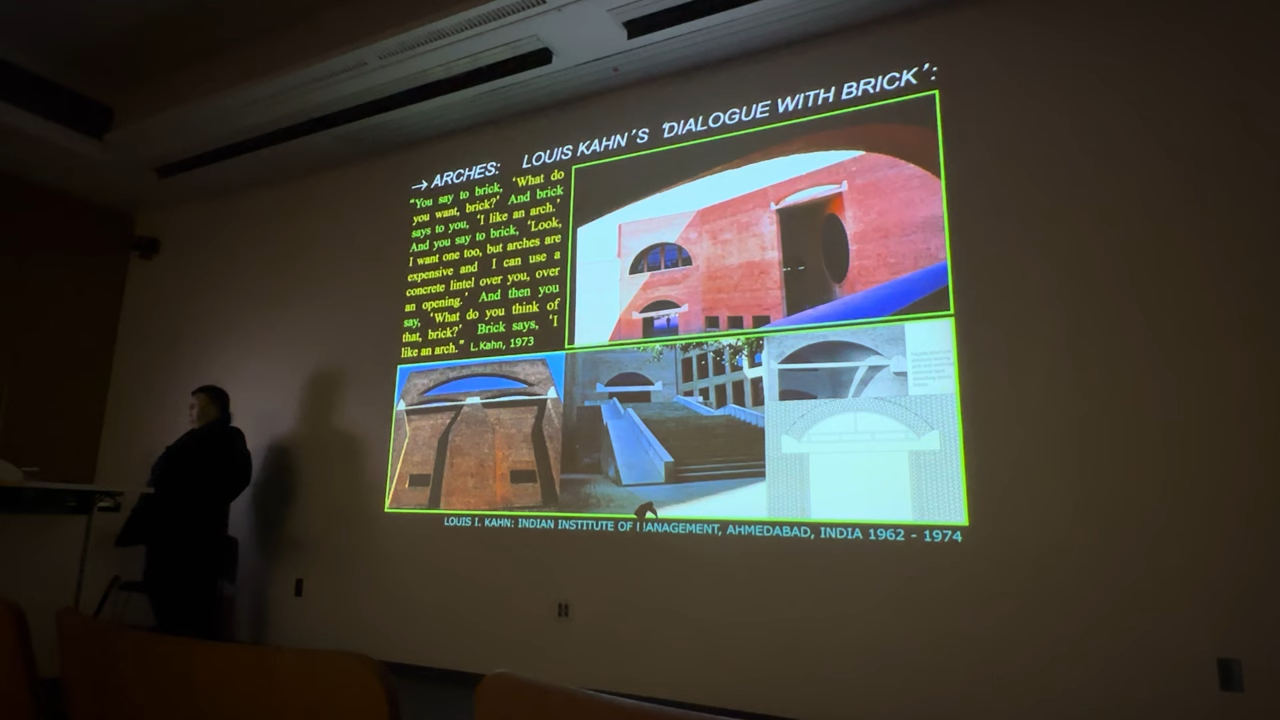 → ARCHES: LOUIS KAHN´S ‘DIALOGUE WITH BRICK’:
“You say to brick, ‘What do
you want, brick?’ And brick
says to you, ‘I like an arch.’
And you say to brick, ‘Look,
I want one too, but arches are
expensive and I can use a
concrete lintel over you, over
an opening.’ And then you
say, ‘What do you think of
that, brick?’ Brick says, ‘I
like an arch.” L.Kahn, 1973
LOUIS I. KAHN: INDIAN INSTITUTE OF MANAGEMENT, AHMEDABAD, INDIA 1962 - 1974